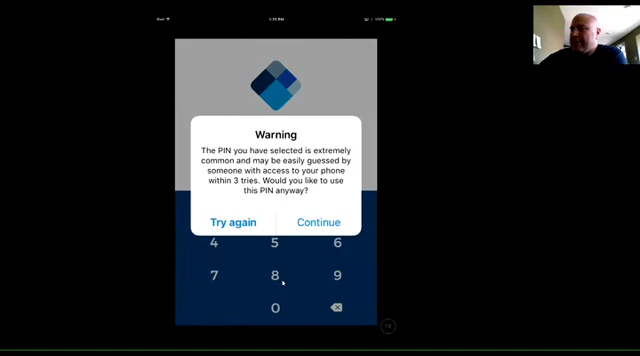 Warning
The PIN you have selected is extremely
common and may be easily guessed by
someone with access to your phone
within 3 tries. Would you like to use
this PIN anyway?
Try again Continue
4 5 6
7 8 9
0